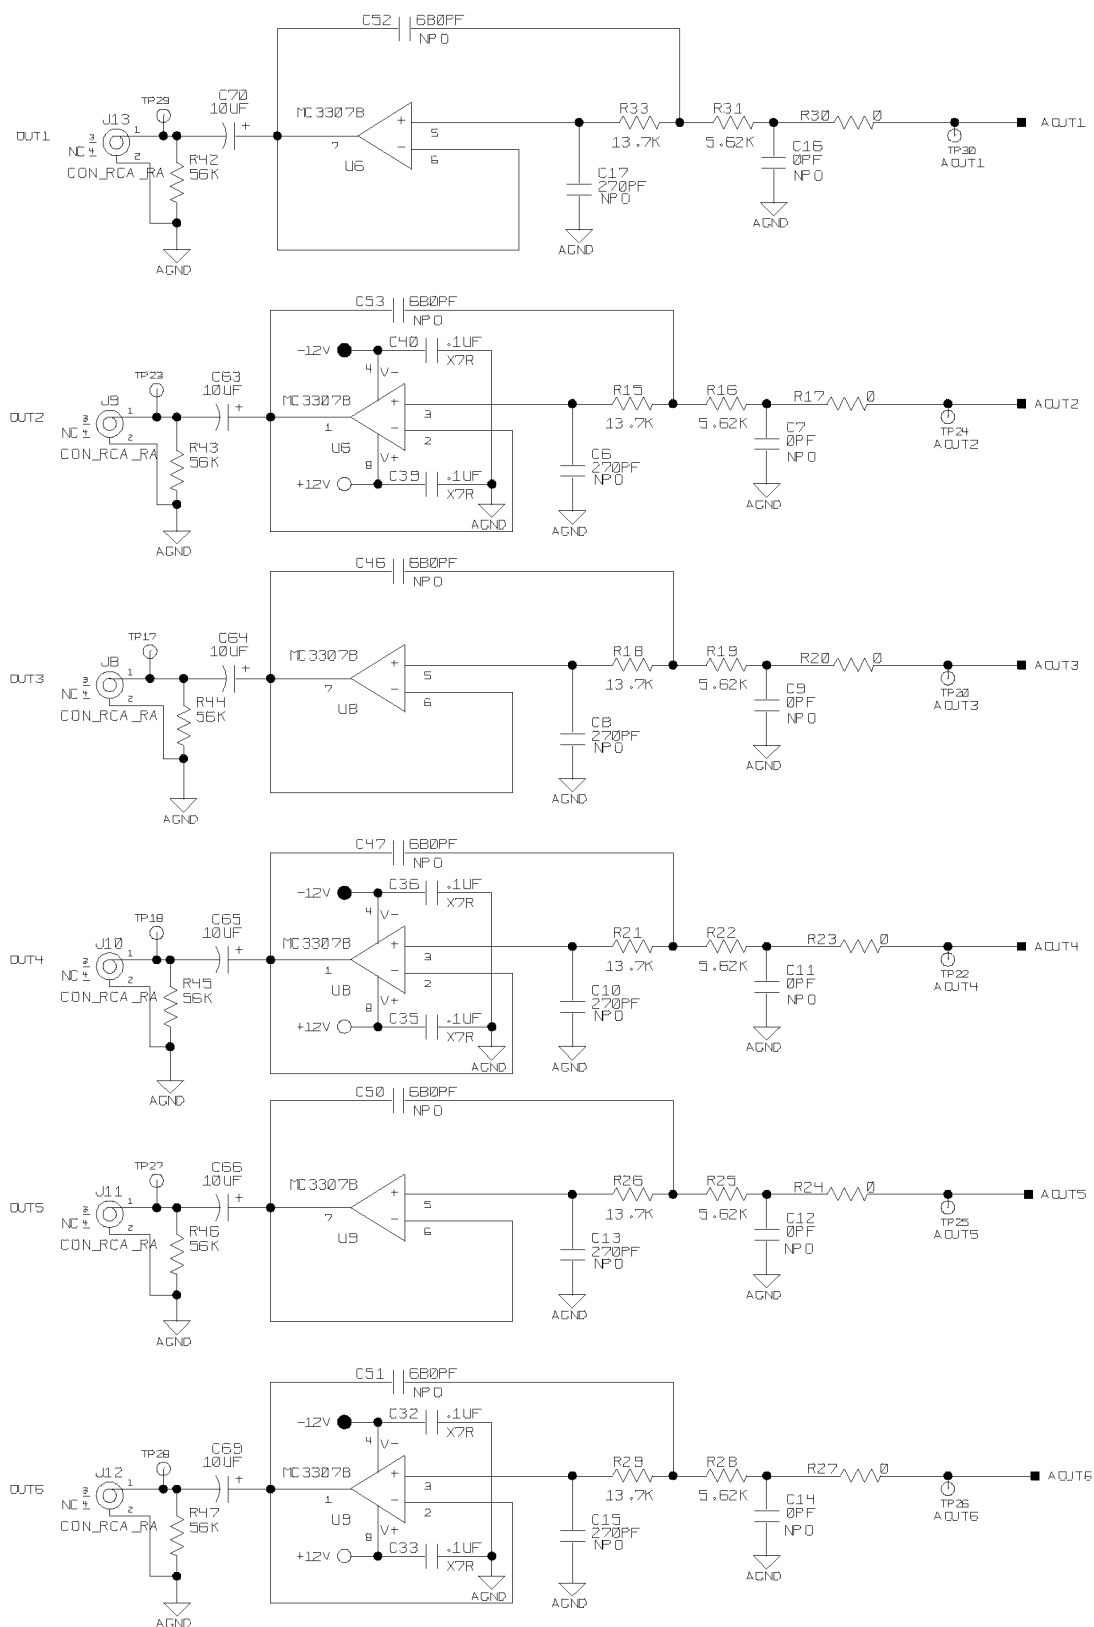 C52 680PF
NPO
TP29
C70
10UF
MC33078
R33
R31
R30 0
AOUT1
J13
OUT1
3
NC 4
1
2
CON_RCA_RA
+
7
U6
+
5
-
6
13.7K
5.62K
TP30
AOUT1
R42
56K
C17
270PF
NPO
C16
0PF
NPO
AGND
AGND
AGND
C53 680PF
NPO
-12V
C40 .1UF
X7R
4 V-
TP23
C63
10UF
MC33078
R15
R16
R17 0
AOUT2
J9
OUT2
3
NC 4
1
2
CON_RCA_RA
+
1
U6
+
3
-
2
13.7K
5.62K
TP24
AOUT2
R43
56K
8 V+
+12V
C39 .1UF
X7R
C6
270PF
NPO
C7
0PF
NPO
AGND
AGND
AGND
AGND
C46 680PF
NPO
TP17
C64
10UF
MC33078
R18
R19
R20 0
AOUT3
J8
OUT3
3
NC 4
1
2
CON_RCA_RA
+
7
U8
+
5
-
6
13.7K
5.62K
TP20
AOUT3
R44
56K
C8
270PF
NPO
C9
0PF
NPO
AGND
AGND
AGND
C47 680PF
NPO
-12V
C36 .1UF
X7R
4 V-
TP18
C65
10UF
MC33078
R21
R22
R23 0
AOUT4
J10
OUT4
3
NC 4
1
2
CON_RCA_RA
+
1
U8
+
3
-
2
13.7K
5.62K
TP22
AOUT4
R45
56K
8 V+
+12V
C35 .1UF
X7R
C10
270PF
NPO
C11
0PF
NPO
AGND
AGND
AGND
AGND
C50 680PF
NPO
TP27
C66
10UF
MC33078
R26
R25
R24 0
AOUT5
J11
OUT5
3
NC 4
1
2
CON_RCA_RA
+
7
U9
+
5
-
6
13.7K
5.62K
TP25
AOUT5
R46
56K
C13
270PF
NPO
C12
0PF
NPO
AGND
AGND
AGND
C51 680PF
NPO
-12V
C32 .1UF
X7R
4 V-
TP28
C69
10UF
MC33078
R29
R28
R27 0
AOUT6
J12
OUT6
3
NC 4
1
2
CON_RCA_RA
+
1
U9
+
3
-
2
13.7K
5.62K
TP26
AOUT6
R47
56K
8 V+
+12V
C33 .1UF
X7R
C15
270PF
NPO
C14
0PF
NPO
AGND
AGND
AGND
AGND